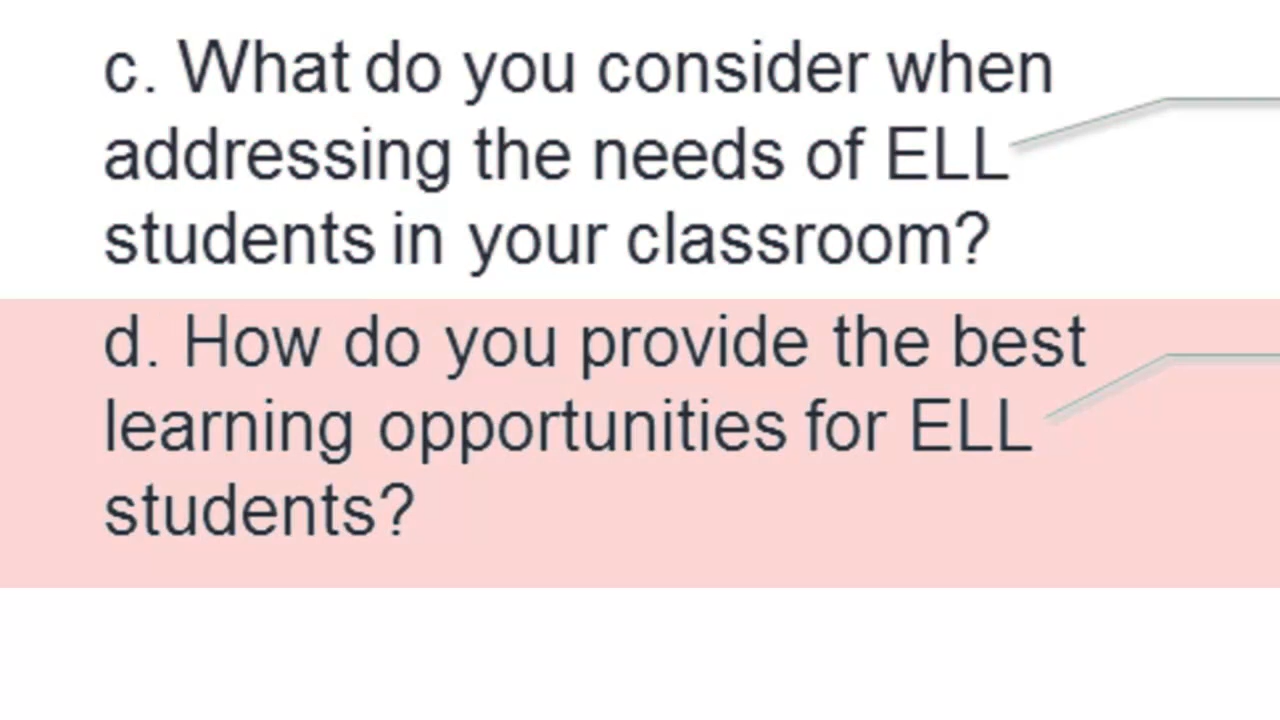 c. What do you consider when
addressing the needs of ELL
students in your classroom?
d. How do you provide the best
learning opportunities for ELL
students?